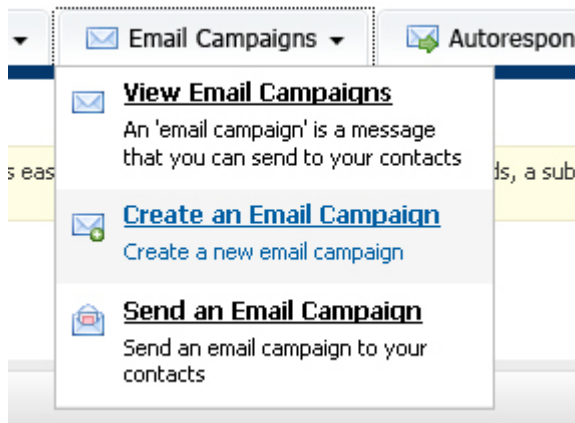 Email Campaigns
Autorespon
View Email Campaigns
An 'email campaign' is a message
that you can send to your contacts
s eas
ds, a sub
Create an Email Campaign
Create a new email campaign
Send an Email Campaign
Send an email campaign to your
contacts